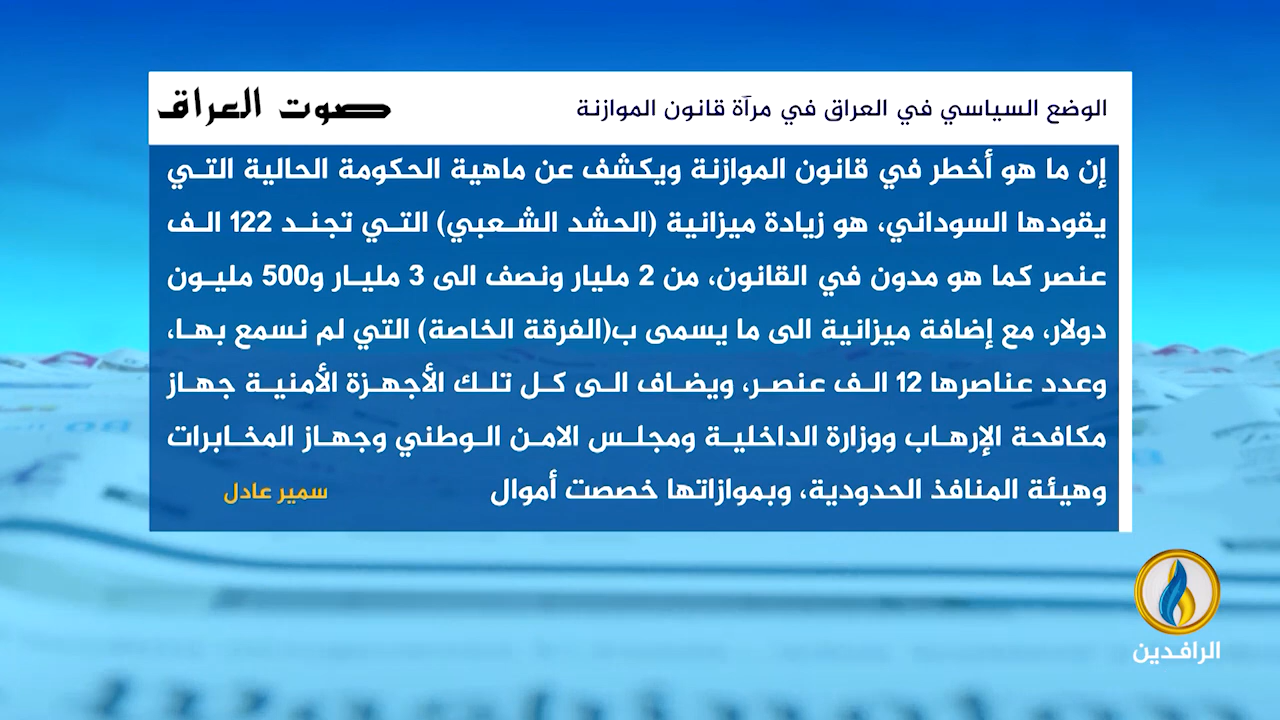 الوضع السياسي في العراق في مرآة قانون الموازنة
صوت العراق
إن ما هو أخطر في قانون الموازنة ويكشف عن ماهية الحكومة الحالية التي
يقودها السوداني، هو زيادة ميزانية (الحشد الشعبي) التي تجند 122 الف
عنصر كما هو مدون في القانون، من 2 مليار ونصف الى 3 مليار و500 مليون
دولار، مع إضافة ميزانية الى ما يسمى ب(الفرقة الخاصة) التي لم نسمع بها،
وعدد عناصرها 12 الف عنصر، ويضاف الى كل تلك الأجهزة الأمنية جهاز
مكافحة الإرهاب ووزارة الداخلية ومجلس الامن الوطني وجهاز المخابرات
وهيئة المنافذ الحدودية، وبموازاتها خصصت أموال
سمير عادل
الرافدين